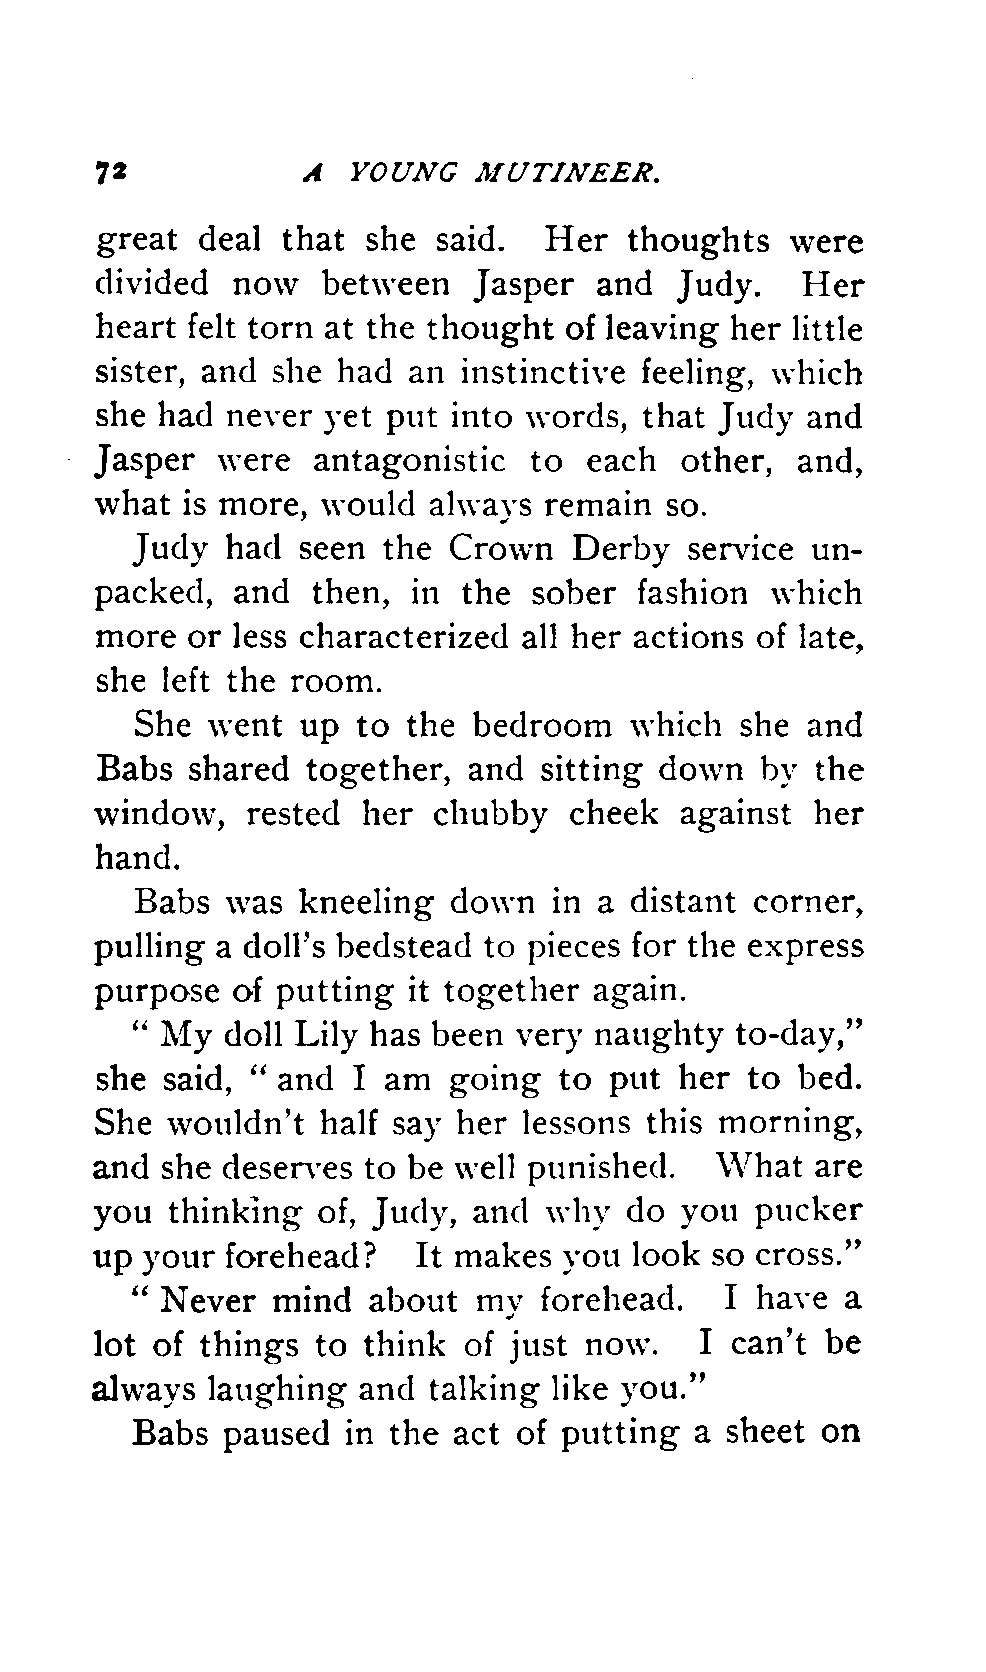 72 A YOUNG MUTINEER.
great deal that she said. Her thoughts were
divided now between Jasper and Judy. Her
heart felt torn at the thought of leaving her little
sister, and she had an instinctive feeling, which
she had never yet put into words, that Judy and
Jasper were antagonistic to each other, and,
what is more, would always remain so.
Judy had seen the Crown Derby service un-
packed, and then, in the sober fashion which
more or less characterized all her actions of late,
she left the room.
She went up to the bedroom which she and
Babs shared together, and sitting down by the
window, rested her chubby cheek against her
hand.
Babs was kneeling down in a distant corner,
pulling a doll's bedstead to pieces for the express
purpose of putting it together again.
" My doll Lily has been very naughty to-day,"
she said, " and I am going to put her to bed.
She wouldn't half say her lessons this morning,
and she deserves to be well punished. What are
you thinking of, Judy, and why do you pucker
up your forehead? It makes you look so cross."
" Never mind about my forehead. I have a
lot of things to think of just now. I can't be
always laughing and talking like you."
Babs paused in the act of putting a sheet on